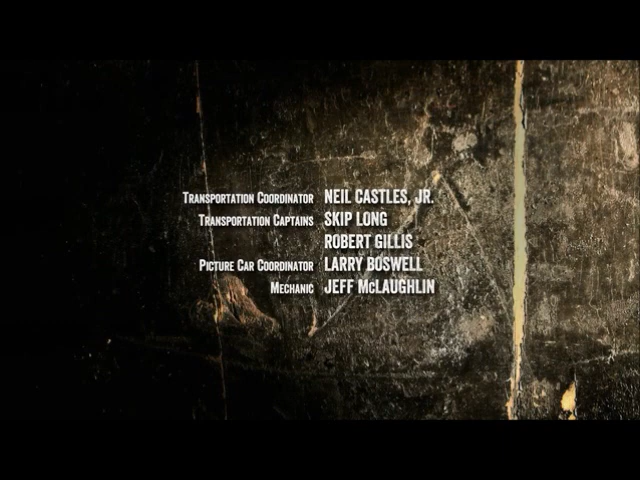 Transportation Coordinator NEIL CASTLES, JR.
Transportation Captains SKIP LONG
ROBERT GILLIS
Picture Car Coordinator LARRY BOSWELL
Mechanic JEFF McLAUGHLIN